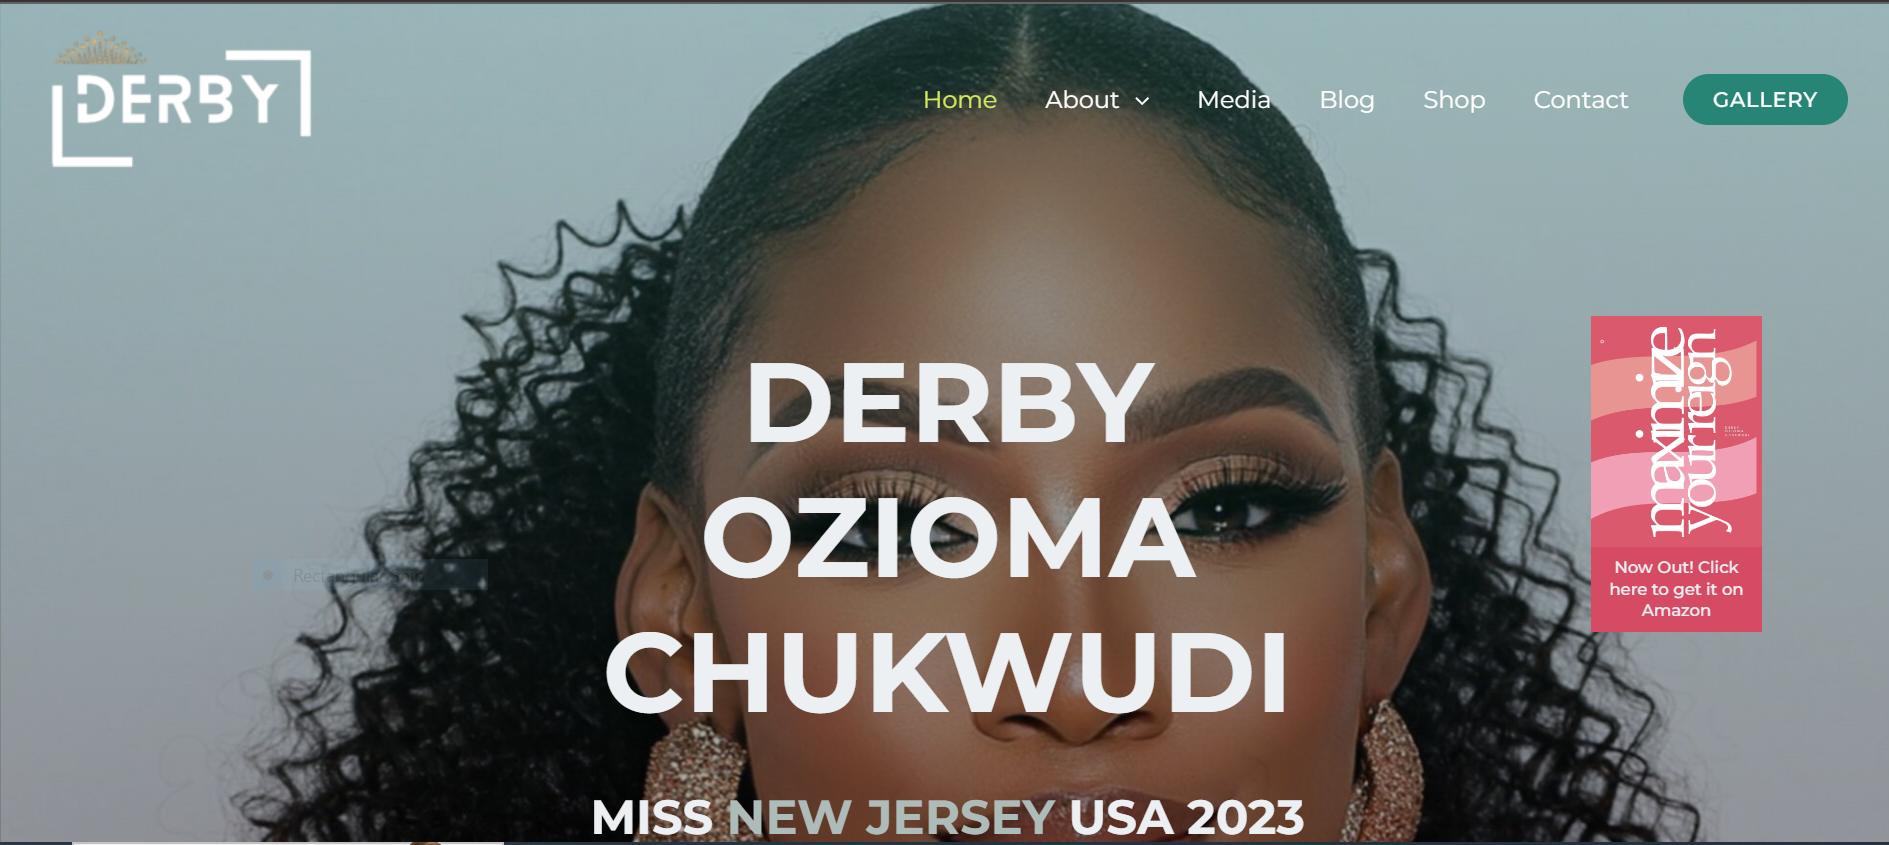 DERBY
Home
About
Media
Blog
Shop
Contact
GALLERY
DERBY
OZIOMA
CHUKWUDI
MISS NEW JERSEY USA 2023
maximize
your reign
Now Out! Click
here to get it on
Amazon